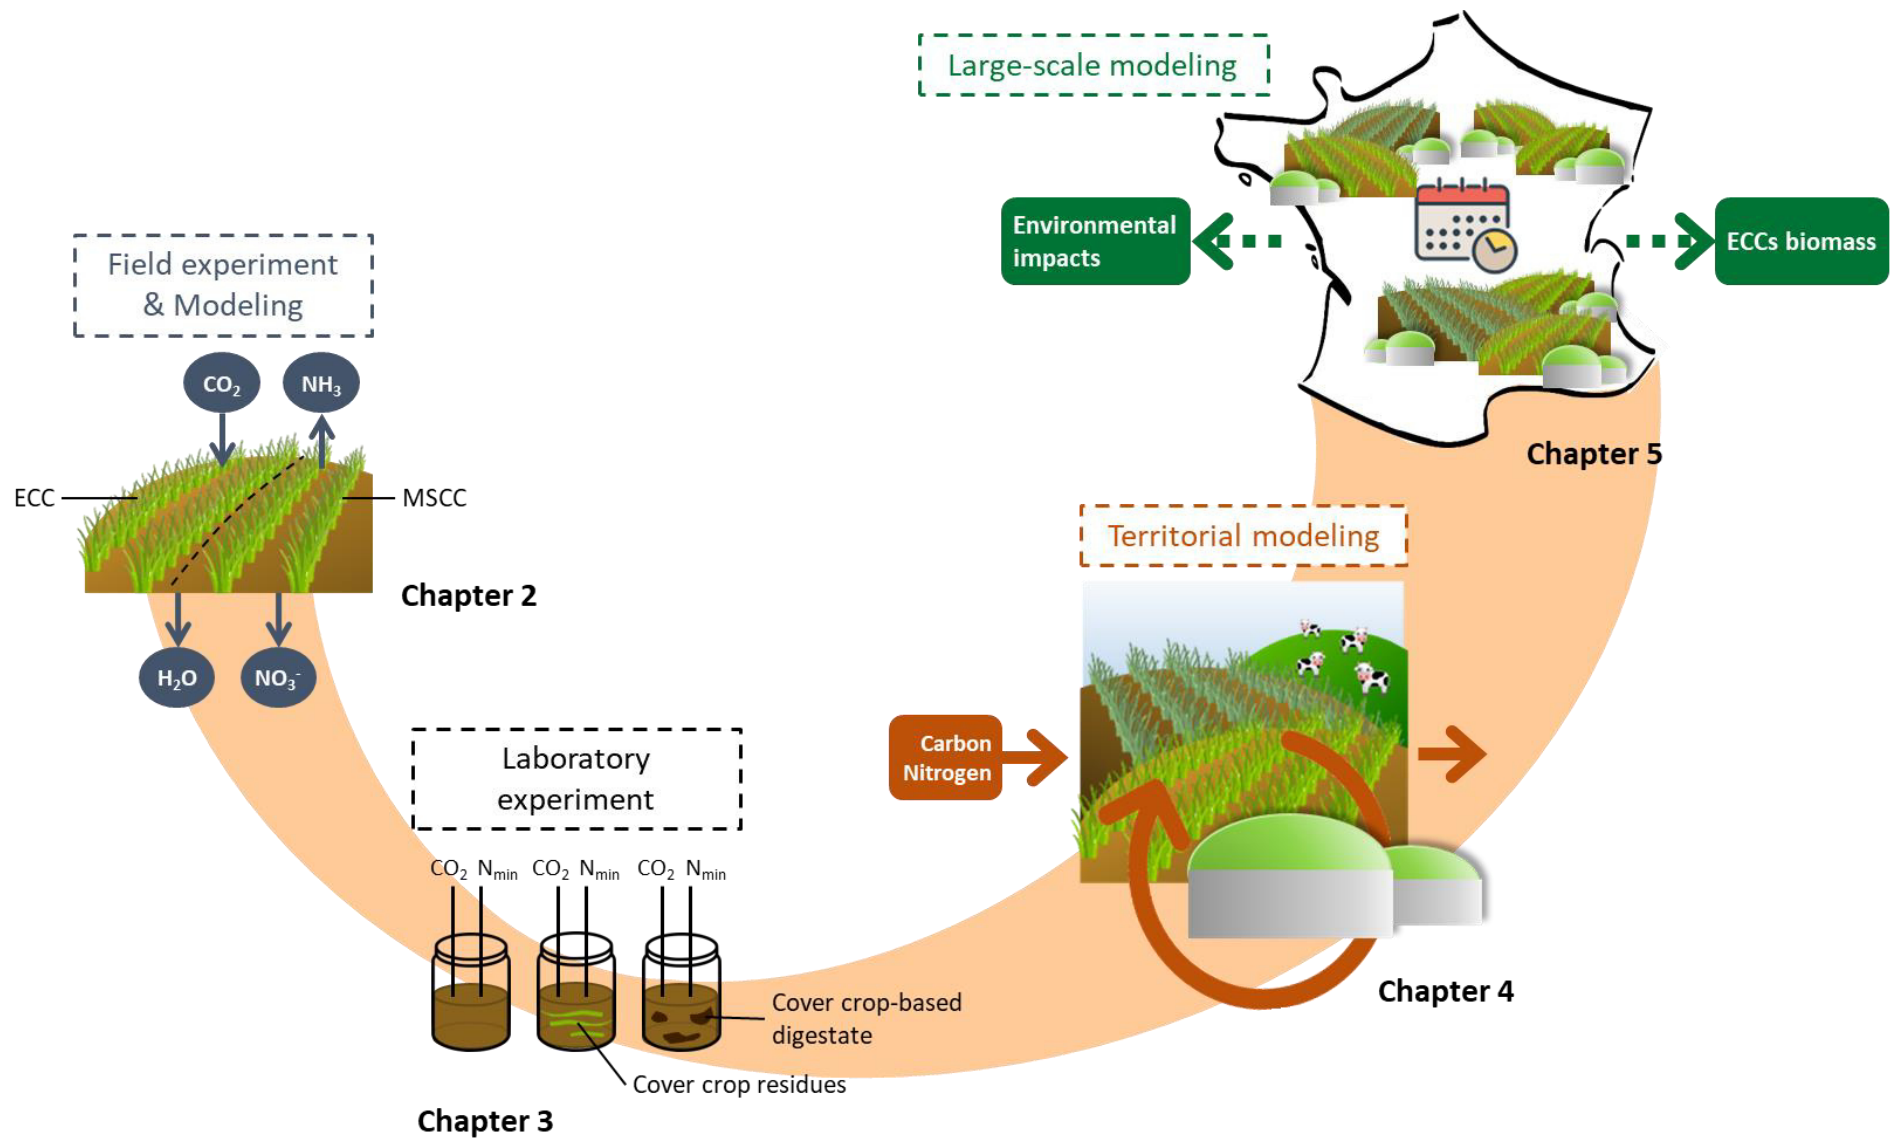 Large-scale modeling
Environmental
impacts
ECCs biomass
Chapter 5
Field experiment
& Modeling
CO₂
NH₃
ECC
MSCC
Chapter 2
H₂O
NO₃⁻
Laboratory
experiment
CO₂ Nmin CO₂ Nmin CO₂ Nmin
Cover crop-based
digestate
Cover crop residues
Chapter 3
Territorial modeling
Carbon
Nitrogen
Chapter 4